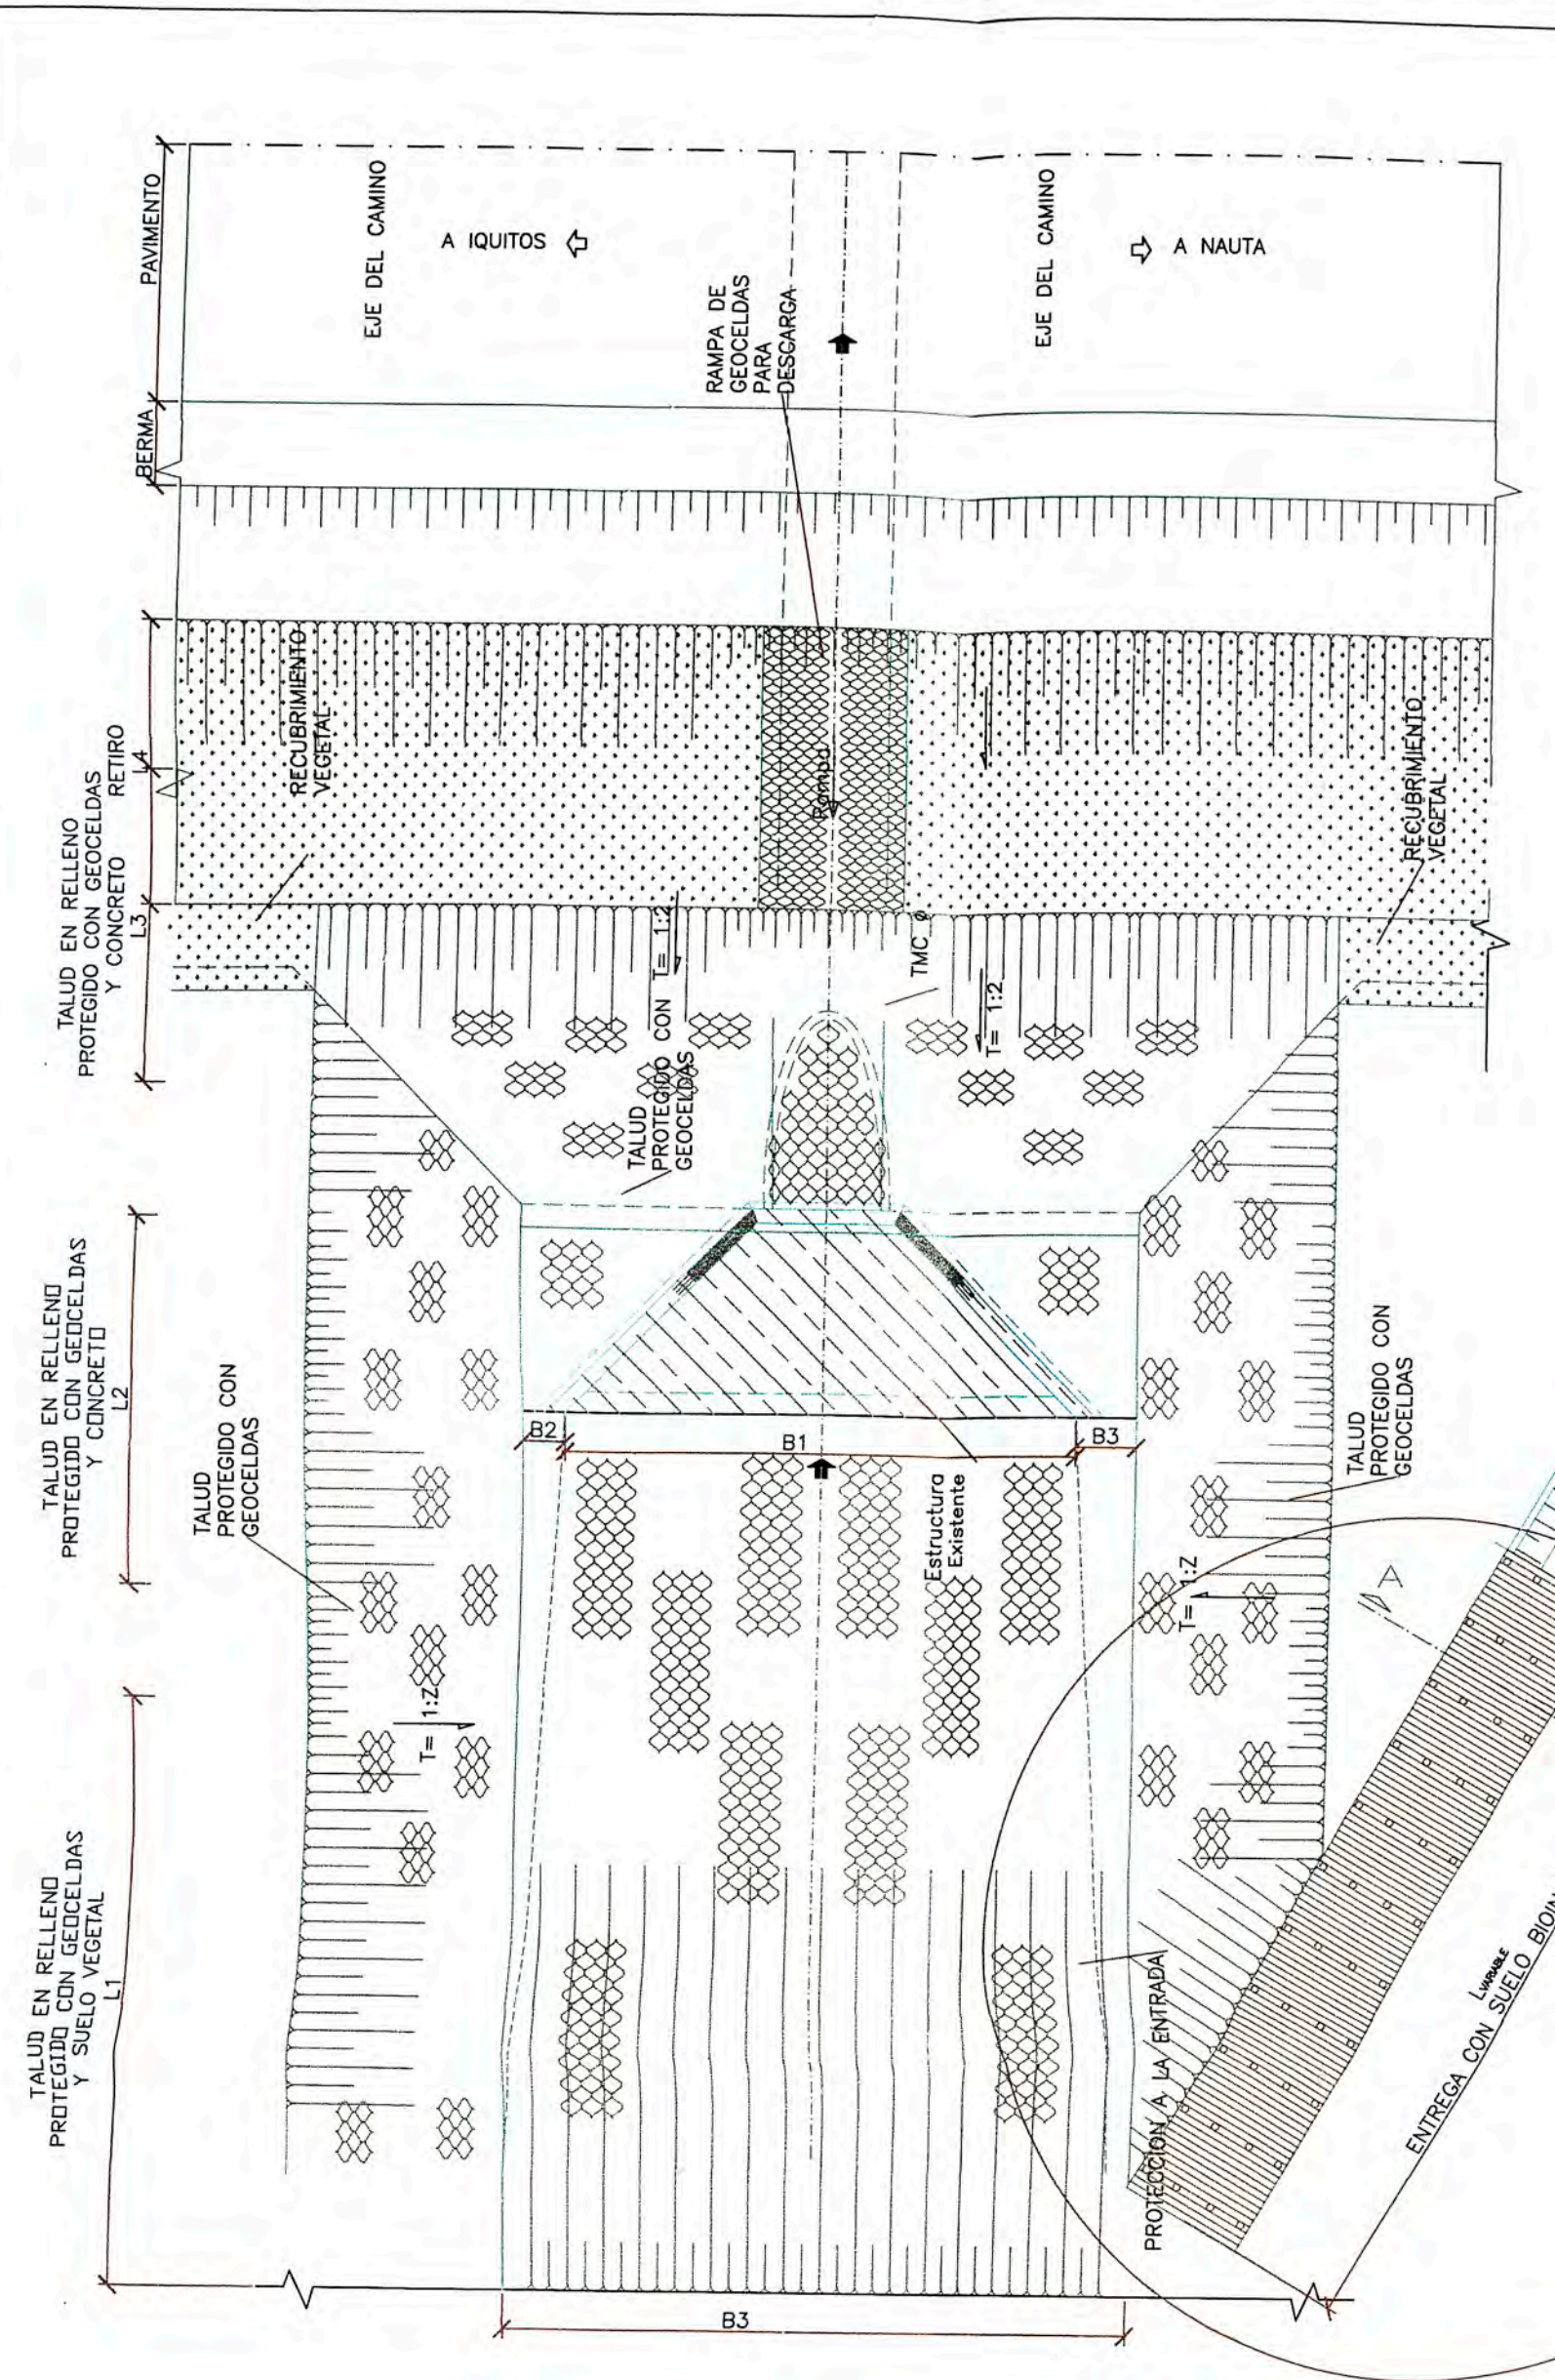 PAVIMENTO
BERMA
EJE DEL CAMINO
A IQUITOS
RAMPA DE
GEOCELDAS
PARA
DESCARGA
EJE DEL CAMINO
A NAUTA
TALUD EN RELLENO
PROTEGIDO CON GEOCELDAS
Y CONCRETO
RETIRO
L3
L4
RECUBRIMIENTO
VEGETAL
Rampa
RECUBRIMIENTO
VEGETAL
TALUD
PROTEGIDO CON
GEOCELDAS
T= 1:2
TMC Ø
T= 1:2
TALUD EN RELLENO
PROTEGIDO CON GEOCELDAS
Y CONCRETO
L2
TALUD
PROTEGIDO CON
GEOCELDAS
B2
B1
B3
Estructura
Existente
TALUD
PROTEGIDO CON
GEOCELDAS
T= 1:Z
T= 1:Z
TALUD EN RELLENO
PROTEGIDO CON GEOCELDAS
Y SUELO VEGETAL
L1
PROTECCION A LA ENTRADA
B3
L VARIABLE
ENTREGA CON SUELO BIOIN